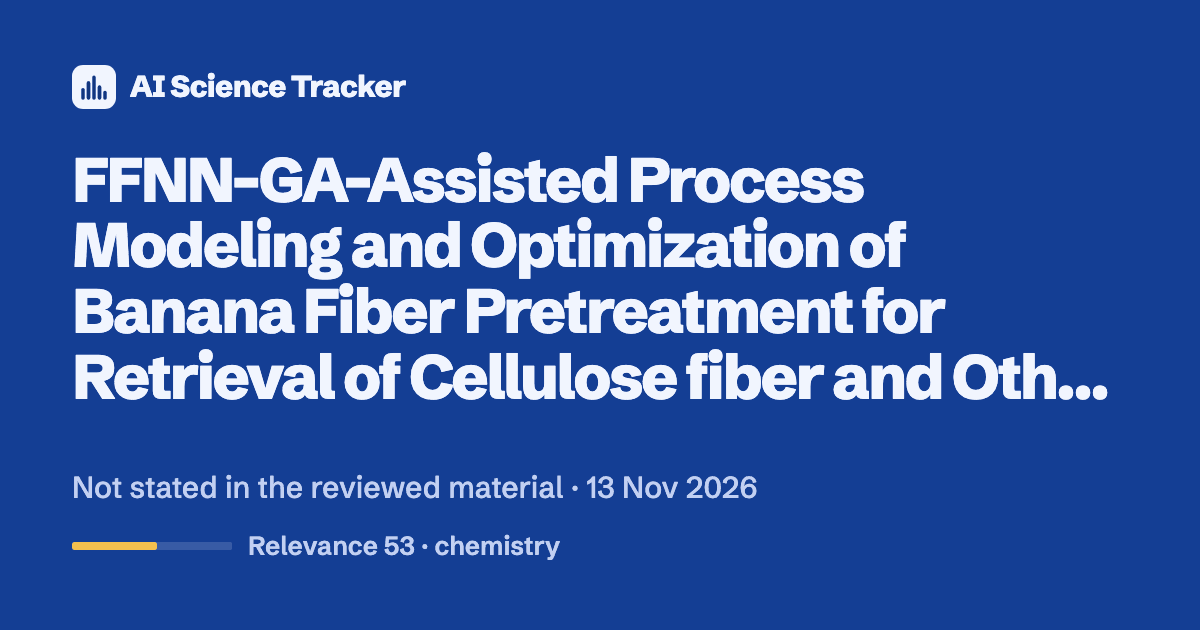 AI Science Tracker
FFNN-GA-Assisted Process
Modeling and Optimization of
Banana Fiber Pretreatment for
Retrieval of Cellulose fiber and Oth...
Not stated in the reviewed material · 13 Nov 2026
Relevance 53 · chemistry